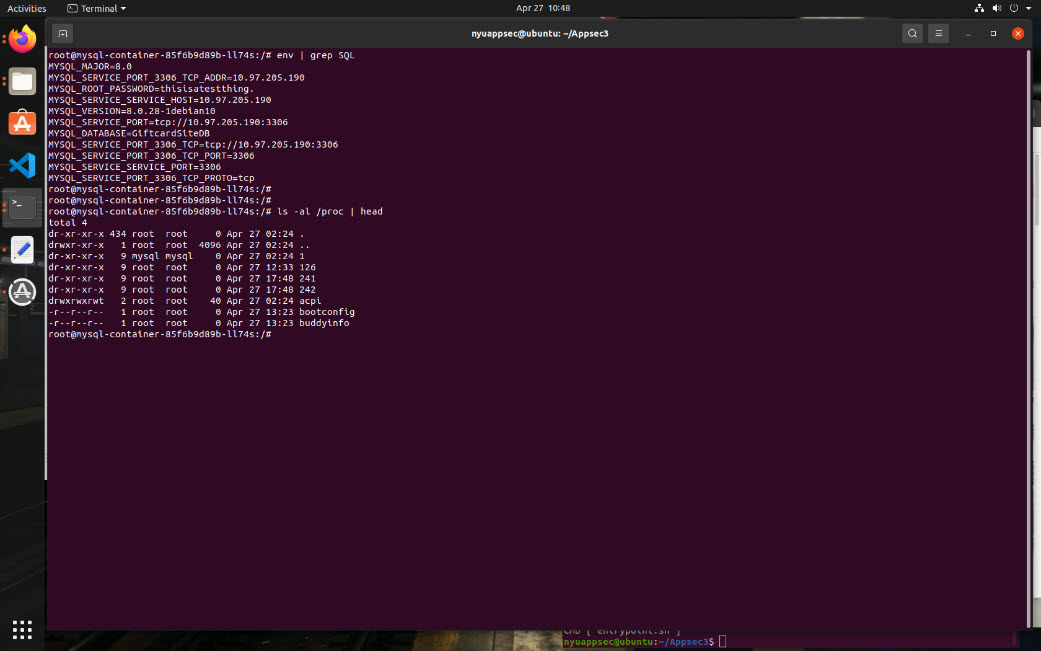 Activities
Terminal
Apr 27 10:48
nyuappsec@ubuntu: ~/Appsec3
root@mysql-container-85f6b9d89b-ll74s:/# env | grep SQL
MYSQL_MAJOR=8.0
MYSQL_SERVICE_PORT_3306_TCP_ADDR=10.97.205.190
MYSQL_ROOT_PASSWORD=thisisatestthing.
MYSQL_SERVICE_SERVICE_HOST=10.97.205.190
MYSQL_VERSION=8.0.28-1debian10
MYSQL_SERVICE_PORT=tcp://10.97.205.190:3306
MYSQL_DATABASE=GiftcardSiteDB
MYSQL_SERVICE_PORT_3306_TCP=tcp://10.97.205.190:3306
MYSQL_SERVICE_PORT_3306_TCP_PORT=3306
MYSQL_SERVICE_SERVICE_PORT=3306
MYSQL_SERVICE_PORT_3306_TCP_PROTO=tcp
root@mysql-container-85f6b9d89b-ll74s:/#
root@mysql-container-85f6b9d89b-ll74s:/#
root@mysql-container-85f6b9d89b-ll74s:/# ls -al /proc | head
total 4
dr-xr-xr-x 434 root  root     0 Apr 27 02:24 .
drwxr-xr-x   1 root  root  4096 Apr 27 02:24 ..
dr-xr-xr-x   9 mysql mysql    0 Apr 27 02:24 1
dr-xr-xr-x   9 root  root     0 Apr 27 12:33 126
dr-xr-xr-x   9 root  root     0 Apr 27 17:48 241
dr-xr-xr-x   9 root  root     0 Apr 27 17:48 242
drwxrwxrwt   2 root  root    40 Apr 27 02:24 acpi
-r--r--r--   1 root  root     0 Apr 27 13:23 bootconfig
-r--r--r--   1 root  root     0 Apr 27 13:23 buddyinfo
root@mysql-container-85f6b9d89b-ll74s:/#
CMD [ entrypoint.sh ]
nyuappsec@ubuntu:~/Appsec3$